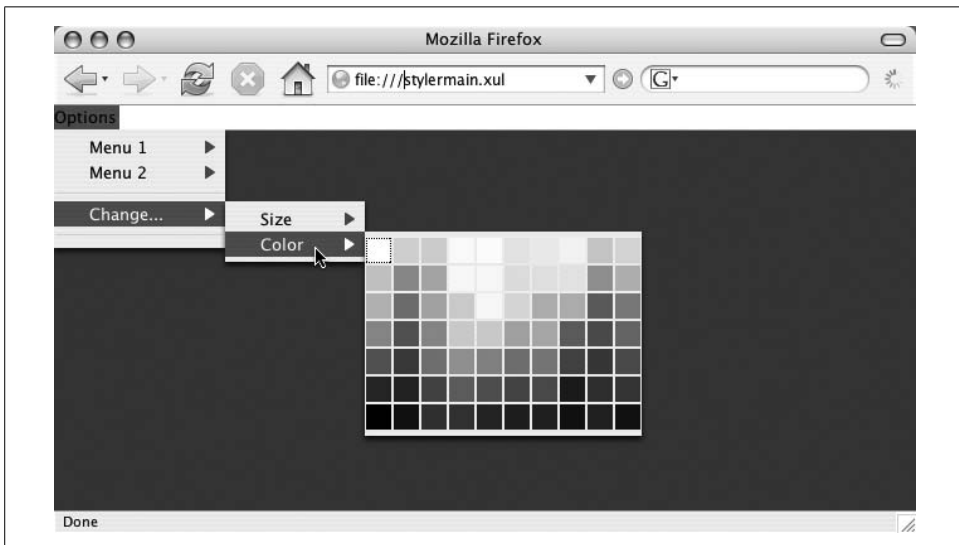 Mozilla Firefox
file:///stylermain.xul
G
Options
Menu 1
Menu 2
Change...
Size
Color
Done